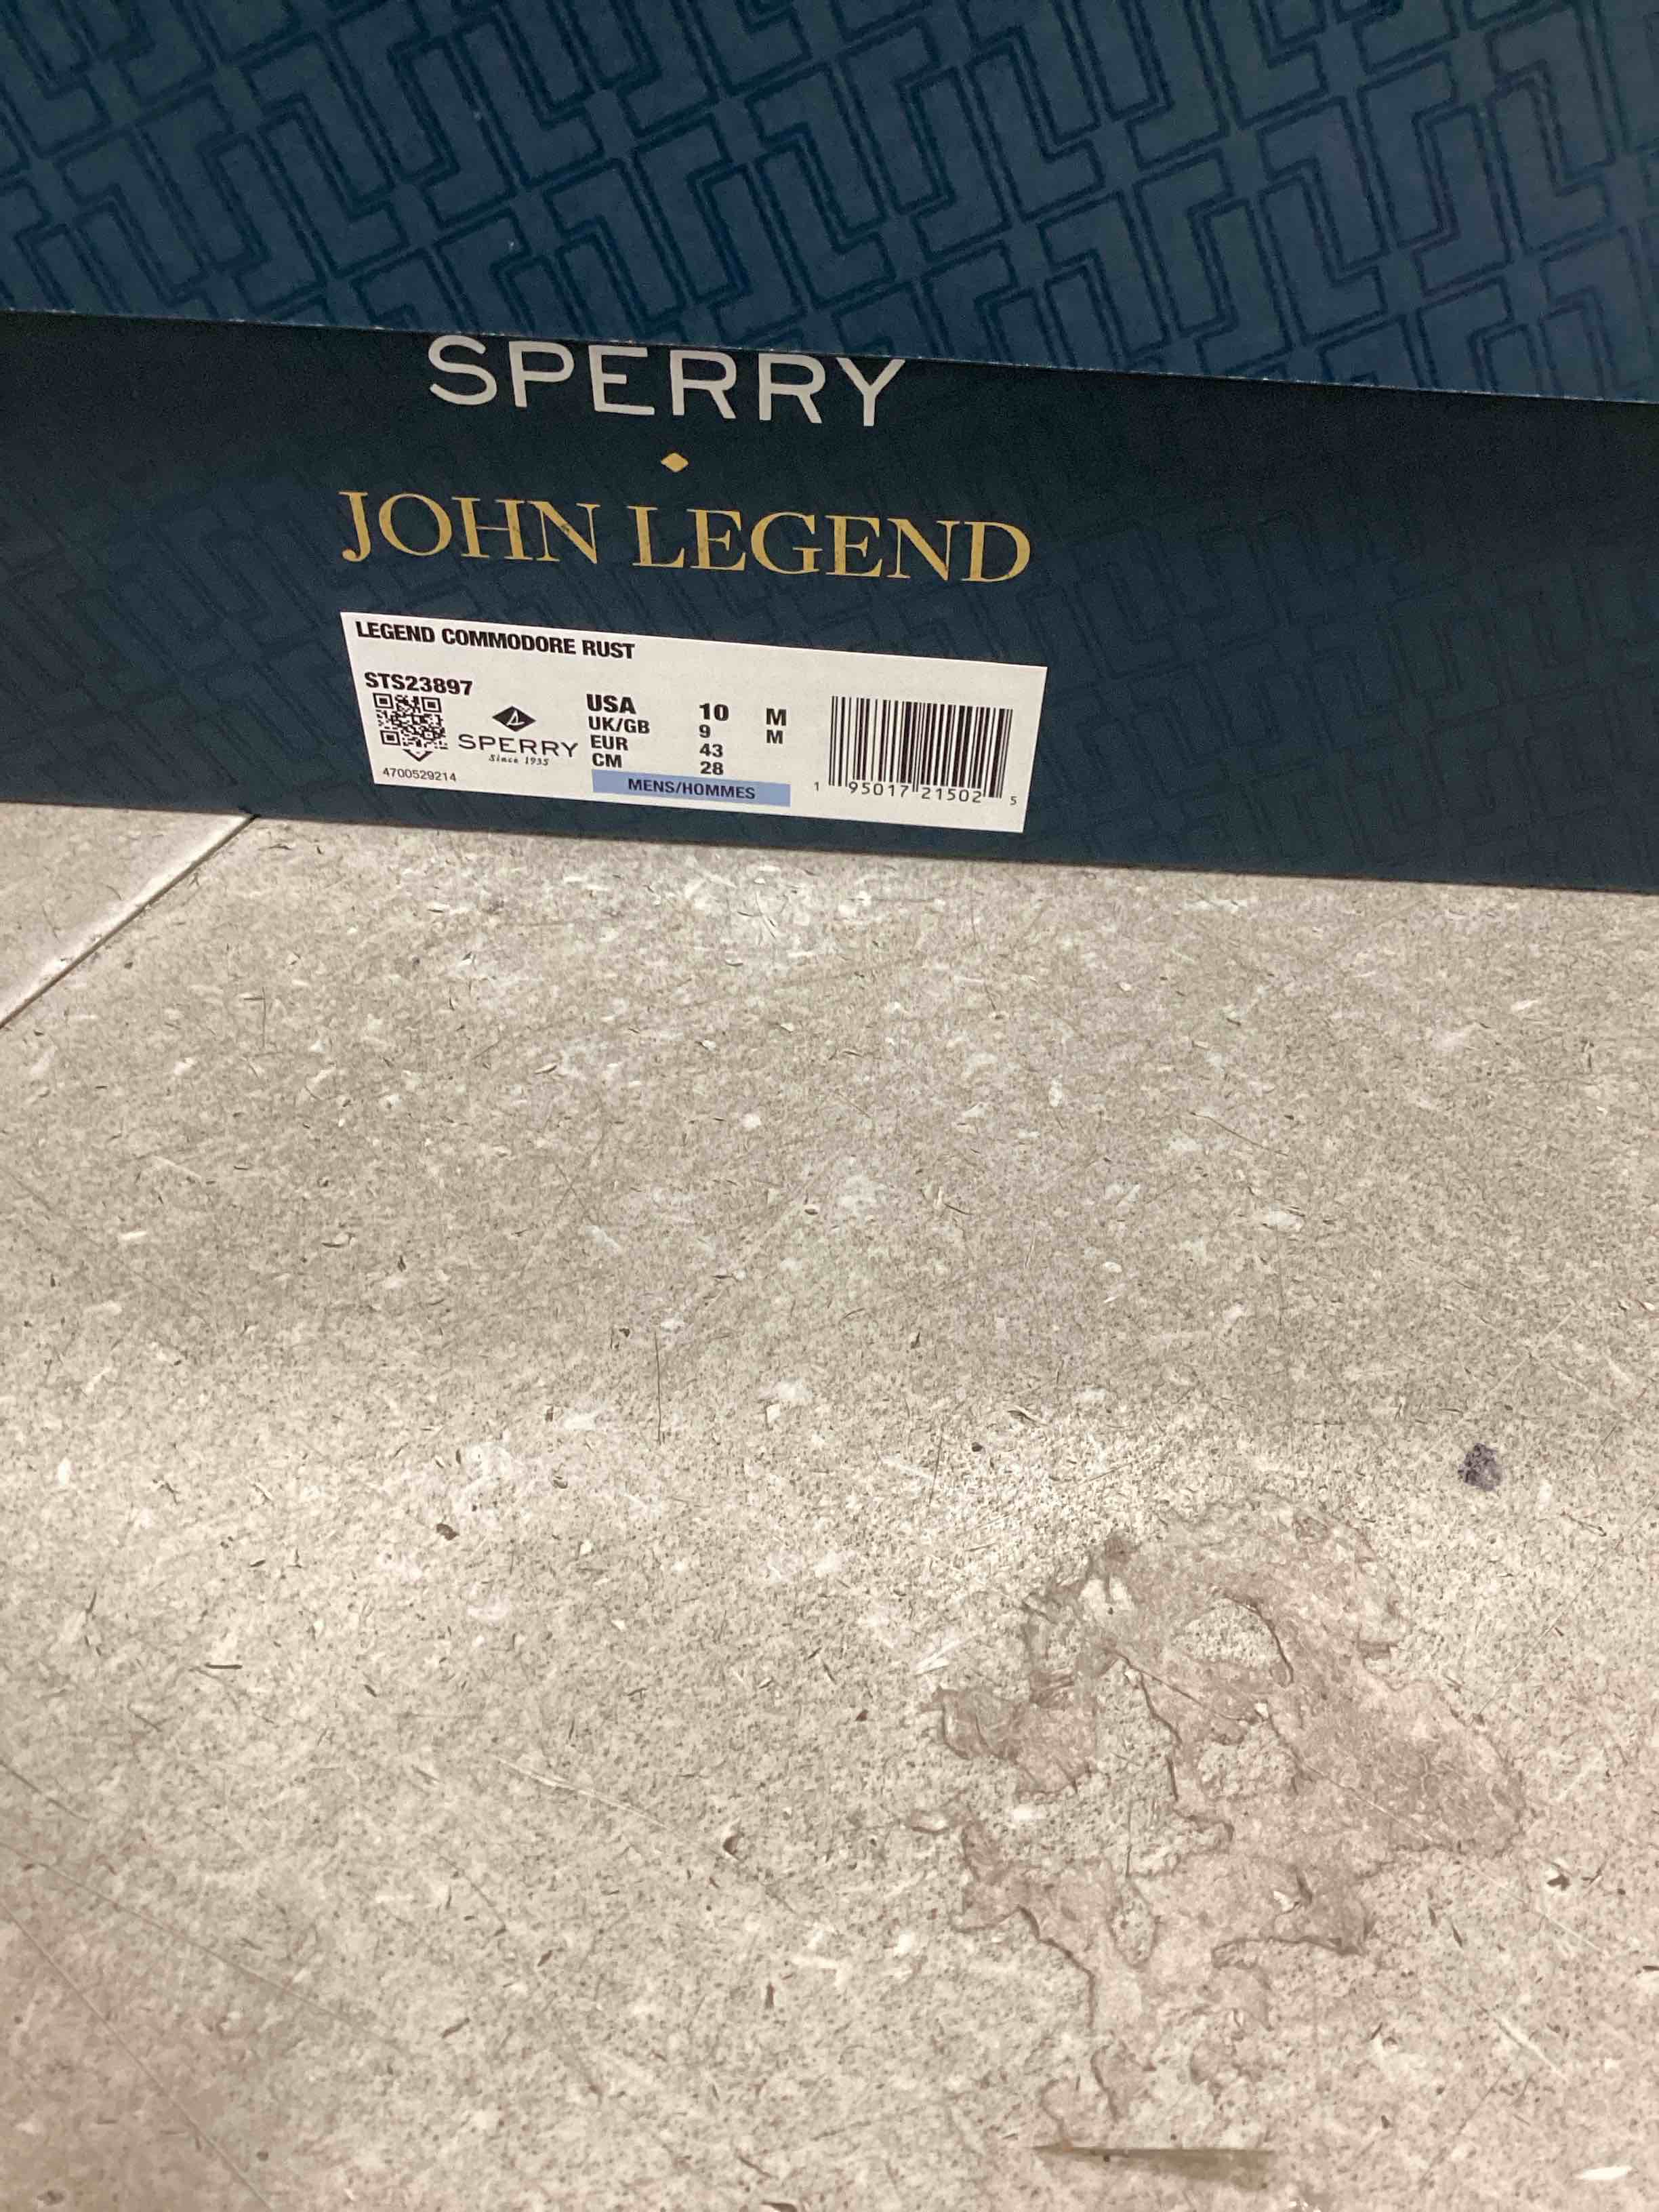 SPERRY
JOHN LEGEND
LEGEND COMMODORE RUST
STS23897
SPERRY
Since 1935
4700529214
USA 10 M
UK/GB 9 M
EUR 43
CM 28
MENS/HOMMES
1 95017 21502 5